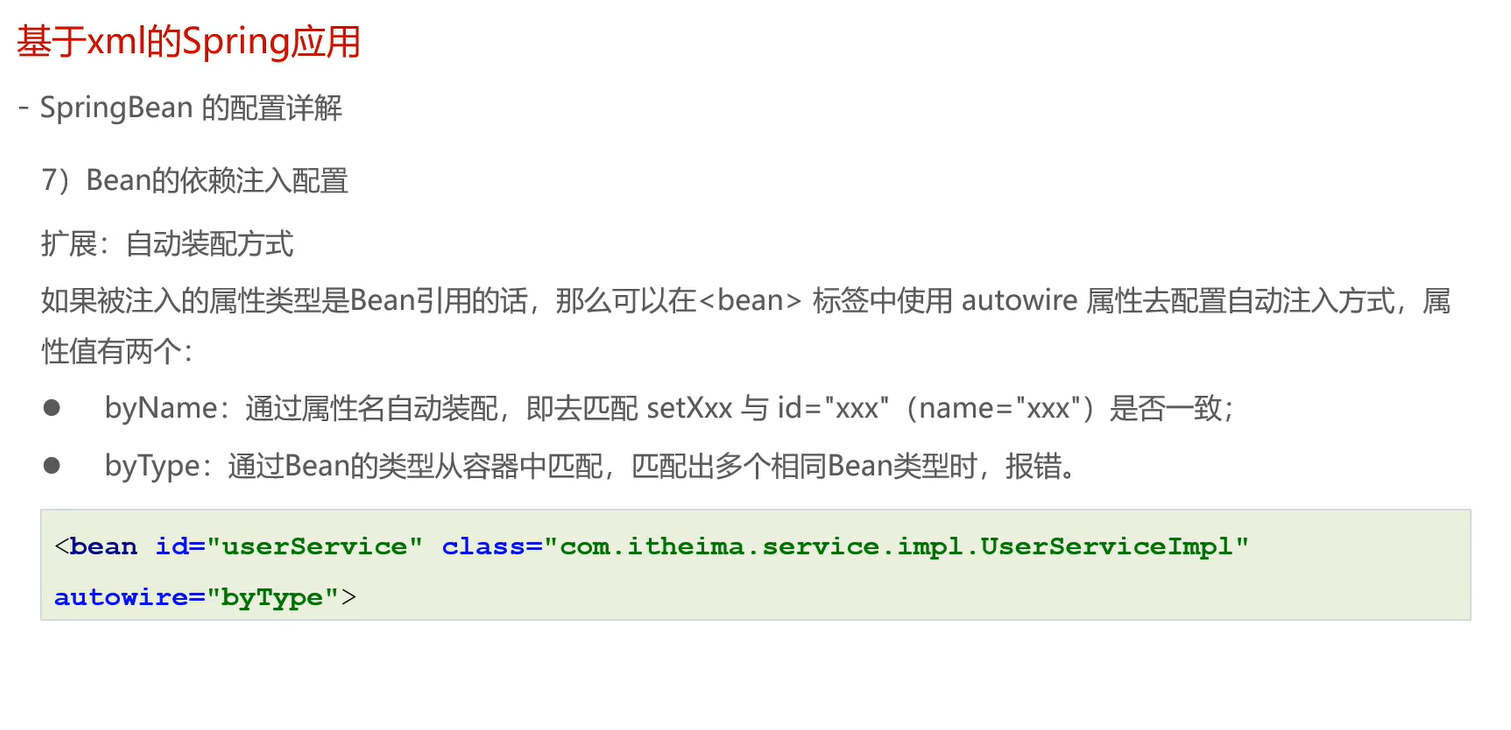 基于xml的Spring应用
- SpringBean 的配置详解
7）Bean的依赖注入配置
扩展：自动装配方式
如果被注入的属性类型是Bean引用的话，那么可以在<bean> 标签中使用 autowire 属性去配置自动注入方式，属
性值有两个：
● byName：通过属性名自动装配，即去匹配 setXxx 与 id="xxx"（name="xxx"）是否一致；
● byType：通过Bean的类型从容器中匹配，匹配出多个相同Bean类型时，报错。
<bean id="userService" class="com.itheima.service.impl.UserServiceImpl"
autowire="byType">